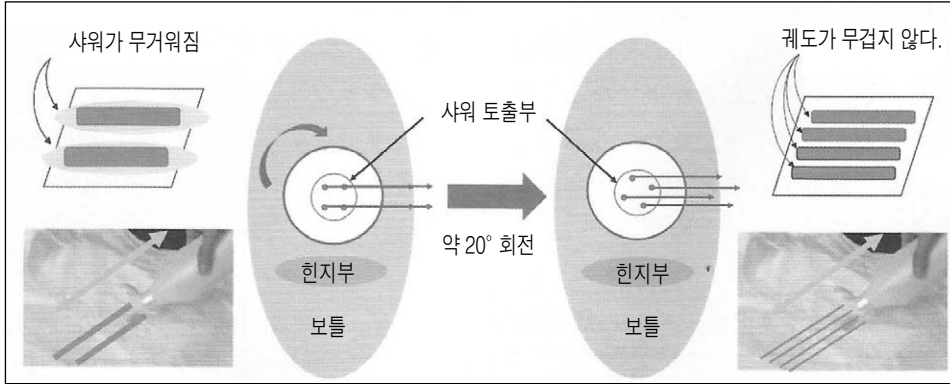 샤워가 무거워짐
궤도가 무겁지 않다.
샤워 토출부
약 20° 회전
힌지부
힌지부
보틀
보틀